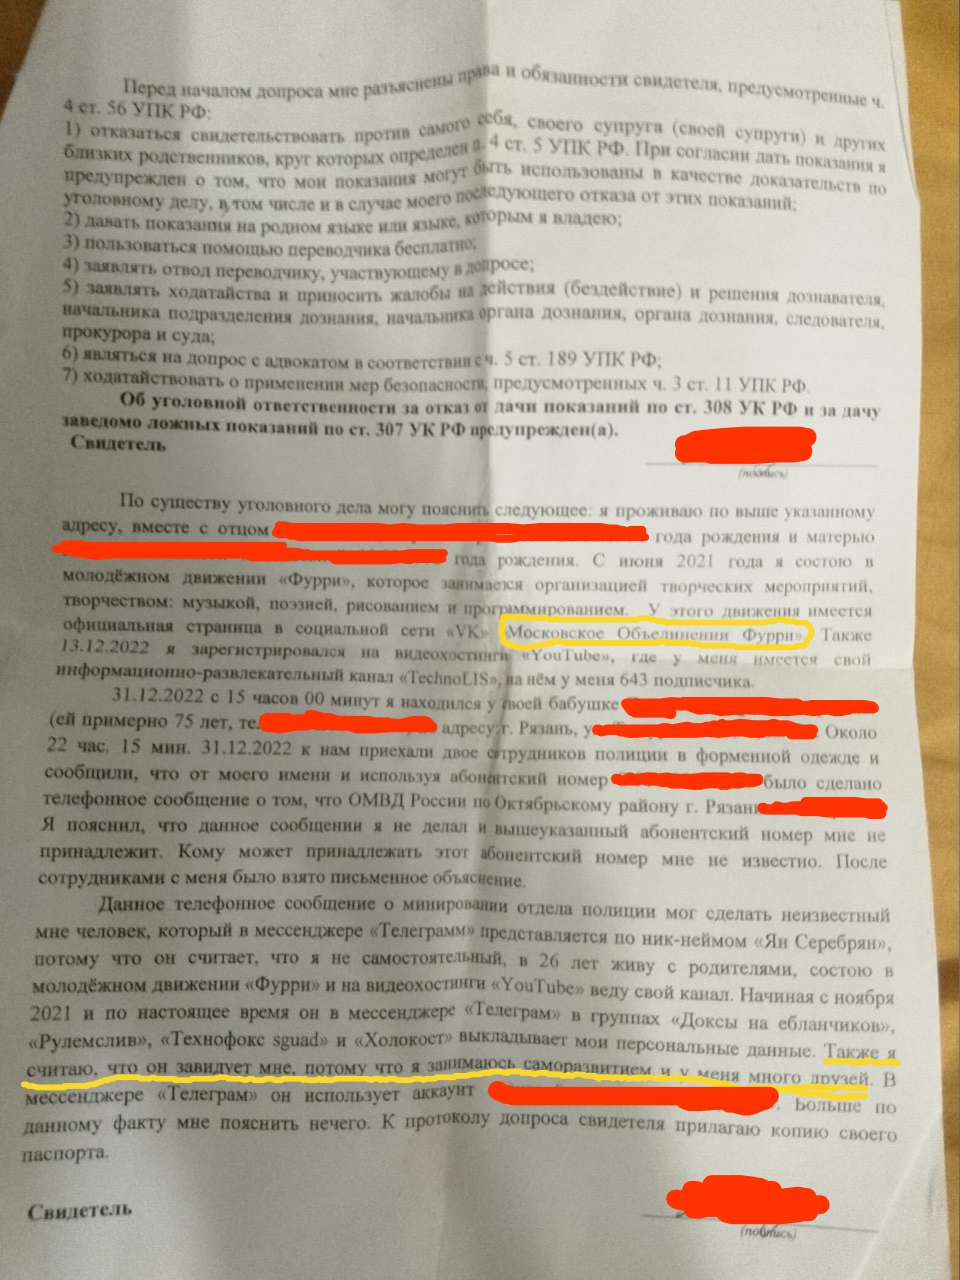 Перед началом допроса мне разъяснены права и обязанности свидетеля, предусмотренные ч.
4 ст. 56 УПК РФ:
1) отказаться свидетельствовать против самого себя, своего супруга (своей супруги) и других
близких родственников, круг которых определен п. 4 ст. 5 УПК РФ. При согласии дать показания я
предупрежден о том, что мои показания могут быть использованы в качестве доказательств по
уголовному делу, в том числе и в случае моего последующего отказа от этих показаний;
2) давать показания на родном языке или языке, которым я владею;
3) пользоваться помощью переводчика бесплатно;
4) заявлять отвод переводчику, участвующему в допросе;
5) заявлять ходатайства и приносить жалобы на действия (бездействие) и решения дознавателя,
начальника подразделения дознания, начальника органа дознания, органа дознания, следователя,
прокурора и суда;
6) являться на допрос с адвокатом в соответствии с ч. 5 ст. 189 УПК РФ;
7) ходатайствовать о применении мер безопасности, предусмотренных ч. 3 ст. 11 УПК РФ.
Об уголовной ответственности за отказ от дачи показаний по ст. 308 УК РФ и за дачу
заведомо ложных показаний по ст. 307 УК РФ предупрежден(а).
Свидетель
(подпись)
По существу уголовного дела могу пояснить следующее: я проживаю по выше указанному
адресу, вместе с отцом года рождения и матерью
года рождения. С июня 2021 года я состою в
молодёжном движении «Фурри», которое занимается организацией творческих мероприятий,
творчеством: музыкой, поэзией, рисованием и программированием. У этого движения имеется
официальная страница в социальной сети «VK» Московское Объединении Фурри» Также
13.12.2022 я зарегистрировался на видеохостинги «YouTube», где у меня имеется свой
информационно-развлекательный канал «TechnoLIS», на нём у меня 643 подписчика.
31.12.2022 с 15 часов 00 минут я находился у своей бабушке
(ей примерно 75 лет, тел. адресу: г. Рязань, у Около
22 час. 15 мин. 31.12.2022 к нам приехали двое сотрудников полиции в форменной одежде и
сообщили, что от моего имени и используя абонентский номер было сделано
телефонное сообщение о том, что ОМВД России по Октябрьскому району г. Рязани
Я пояснил, что данное сообщении я не делал и вышеуказанный абонентский номер мне не
принадлежит. Кому может принадлежать этот абонентский номер мне не известно. После
сотрудниками с меня было взято письменное объяснение.
Данное телефонное сообщение о минировании отдела полиции мог сделать неизвестный
мне человек, который в мессенджере «Телеграмм» представляется по ник-неймом «Ян Серебрян»,
потому что он считает, что я не самостоятельный, в 26 лет живу с родителями, состою в
молодёжном движении «Фурри» и на видеохостинги «YouTube» веду свой канал. Начиная с ноября
2021 и по настоящее время он в мессенджере «Телеграм» в группах «Доксы на ебланчиков»,
«Рулемслив», «Технофокс sguad» и «Холокост» выкладывает мои персональные данные. Также я
считаю, что он завидует мне, потому что я занимаюсь саморазвитием и у меня много друзей. В
мессенджере «Телеграм» он использует аккаунт Больше по
данному факту мне пояснить нечего. К протоколу допроса свидетеля прилагаю копию своего
паспорта.
Свидетель
(подпись)